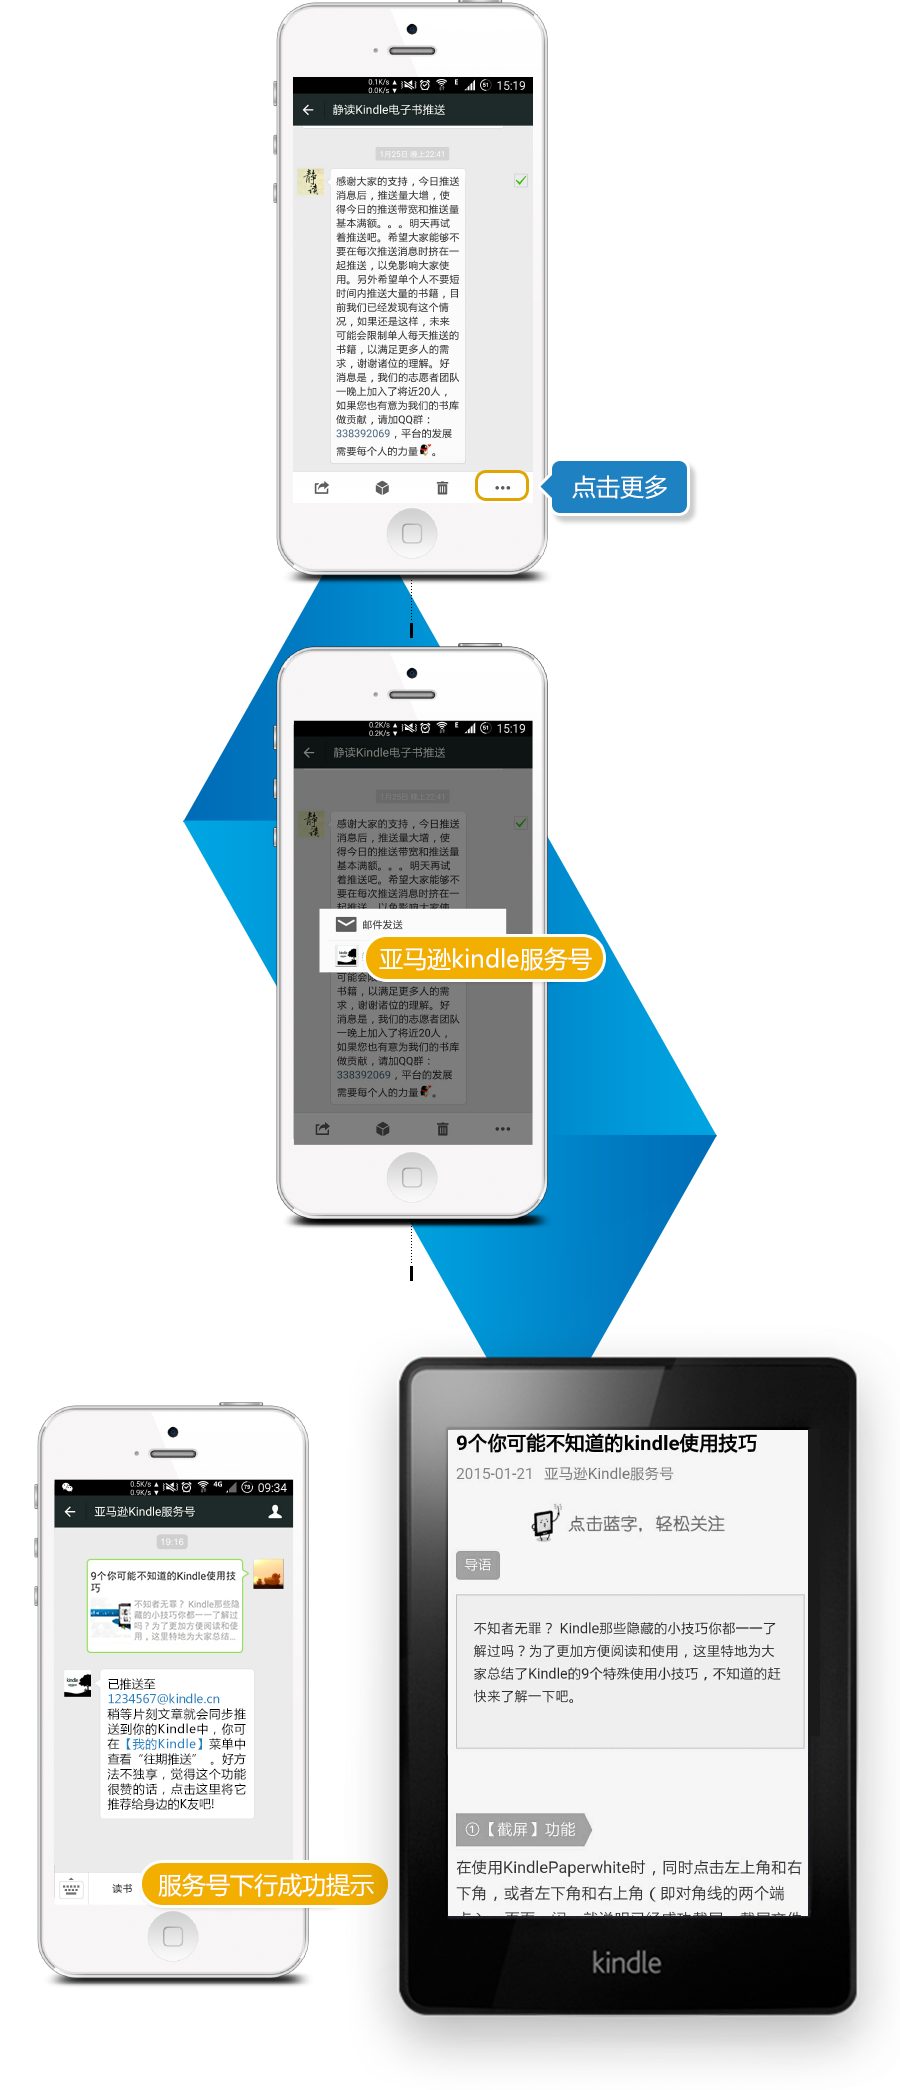 0.1K/s
0.0K/s
E
51
15:19
静读Kindle电子书推送
1月25日 晚上22:41
静读
感谢大家的支持，今日推送
消息后，推送量大增，使
得今日的推送带宽和推送量
基本满额。。。明天再试
着推送吧。希望大家能够不
要在每次推送消息时挤在一
起推送，以免影响大家使
用。另外希望单个人不要短
时间内推送大量的书籍，目
前我们已经发现有这个情
况，如果还是这样，未来
可能会限制单人每天推送的
书籍，以满足更多人的需
求，谢谢诸位的理解。好
消息是，我们的志愿者团队
一晚上加入了将近20人，
如果您也有意为我们的书库
做贡献，请加QQ群：
338392069，平台的发展
需要每个人的力量。
点击更多
0.2K/s
0.2K/s
E
51
15:19
静读Kindle电子书推送
1月25日 晚上22:41
静读
感谢大家的支持，今日推送
消息后，推送量大增，使
得今日的推送带宽和推送量
基本满额。。。明天再试
着推送吧。希望大家能够不
要在每次推送消息时挤在一
起推送，以免影响大家使
邮件发送
kindle
亚马逊kindle服务号
可能会限
书籍，以满足更多人的需
求，谢谢诸位的理解。好
消息是，我们的志愿者团队
一晚上加入了将近20人，
如果您也有意为我们的书库
做贡献，请加QQ群：
338392069，平台的发展
需要每个人的力量。
0.5K/s
0.9K/s
4G
79
09:34
亚马逊Kindle服务号
19:16
9个你可能不知道的Kindle使用技
巧
不知者无罪？ Kindle那些隐
藏的小技巧你都一一了解过
吗？为了更加方便阅读和使
用，这里特地为大家总结...
kindle
已推送至
1234567@kindle.cn
稍等片刻文章就会同步推
送到你的Kindle中，你可
在【我的Kindle】菜单中
查看“往期推送” 。好方
法不独享，觉得这个功能
很赞的话，点击这里将它
推荐给身边的K友吧!
读书
服务号下行成功提示
9个你可能不知道的kindle使用技巧
2015-01-21 亚马逊Kindle服务号
点击蓝字，轻松关注
导语
不知者无罪？ Kindle那些隐藏的小技巧你都一一了
解过吗？为了更加方便阅读和使用，这里特地为大
家总结了Kindle的9个特殊使用小技巧，不知道的赶
快来了解一下吧。
①【截屏】功能
在使用KindlePaperwhite时，同时点击左上角和右
下角，或者左下角和右上角（即对角线的两个端
kindle